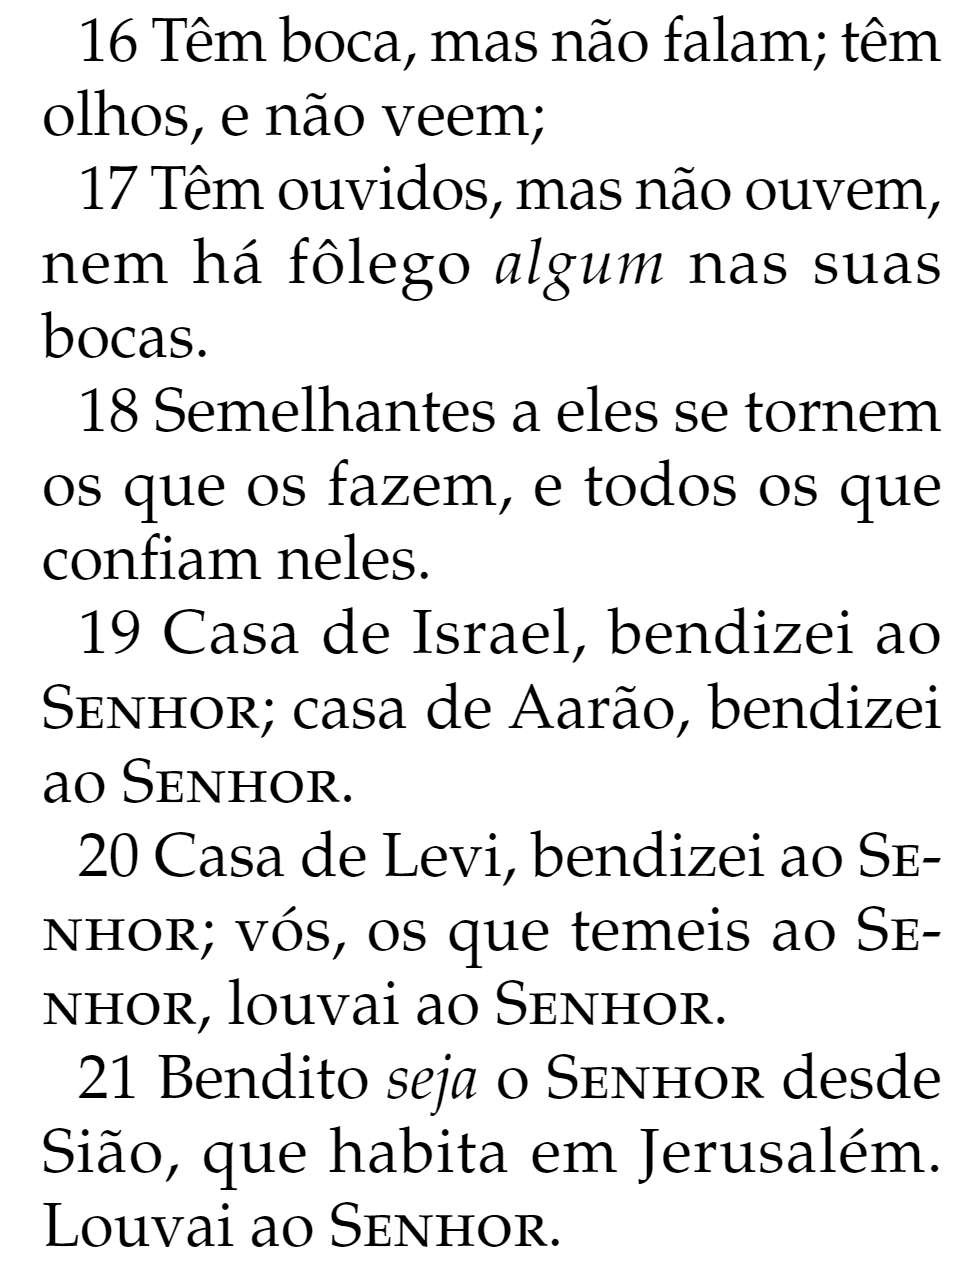 16 Têm boca, mas não falam; têm
olhos, e não veem;
17 Têm ouvidos, mas não ouvem,
nem há fôlego algum nas suas
bocas.
18 Semelhantes a eles se tornem
os que os fazem, e todos os que
confiam neles.
19 Casa de Israel, bendizei ao
SENHOR; casa de Aarão, bendizei
ao SENHOR.
20 Casa de Levi, bendizei ao SE-
NHOR; vós, os que temeis ao SE-
NHOR, louvai ao SENHOR.
21 Bendito seja o SENHOR desde
Sião, que habita em Jerusalém.
Louvai ao SENHOR.